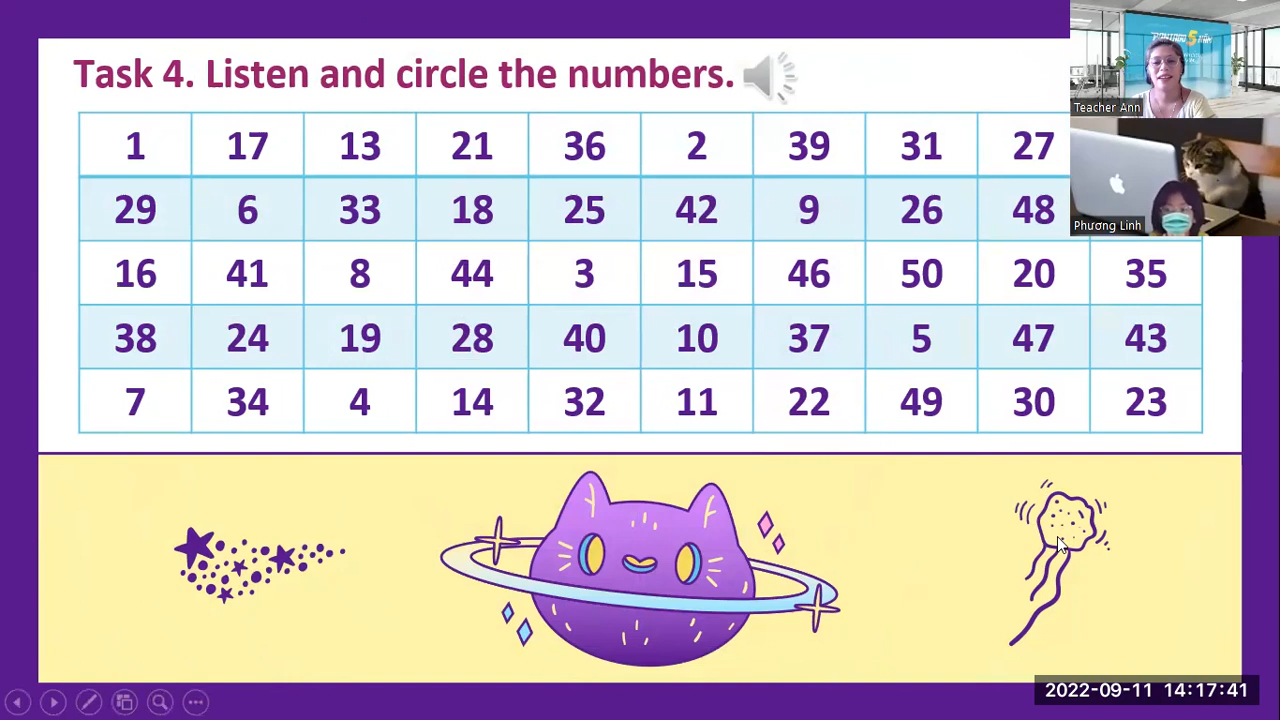 Task 4. Listen and circle the numbers.
1 17 13 21 36 2 39 31 27
29 6 33 18 25 42 9 26 48
16 41 8 44 3 15 46 50 20 35
38 24 19 28 40 10 37 5 47 43
7 34 4 14 32 11 22 49 30 23
Teacher Ann
Phương Linh
2022-09-11 14:17:41